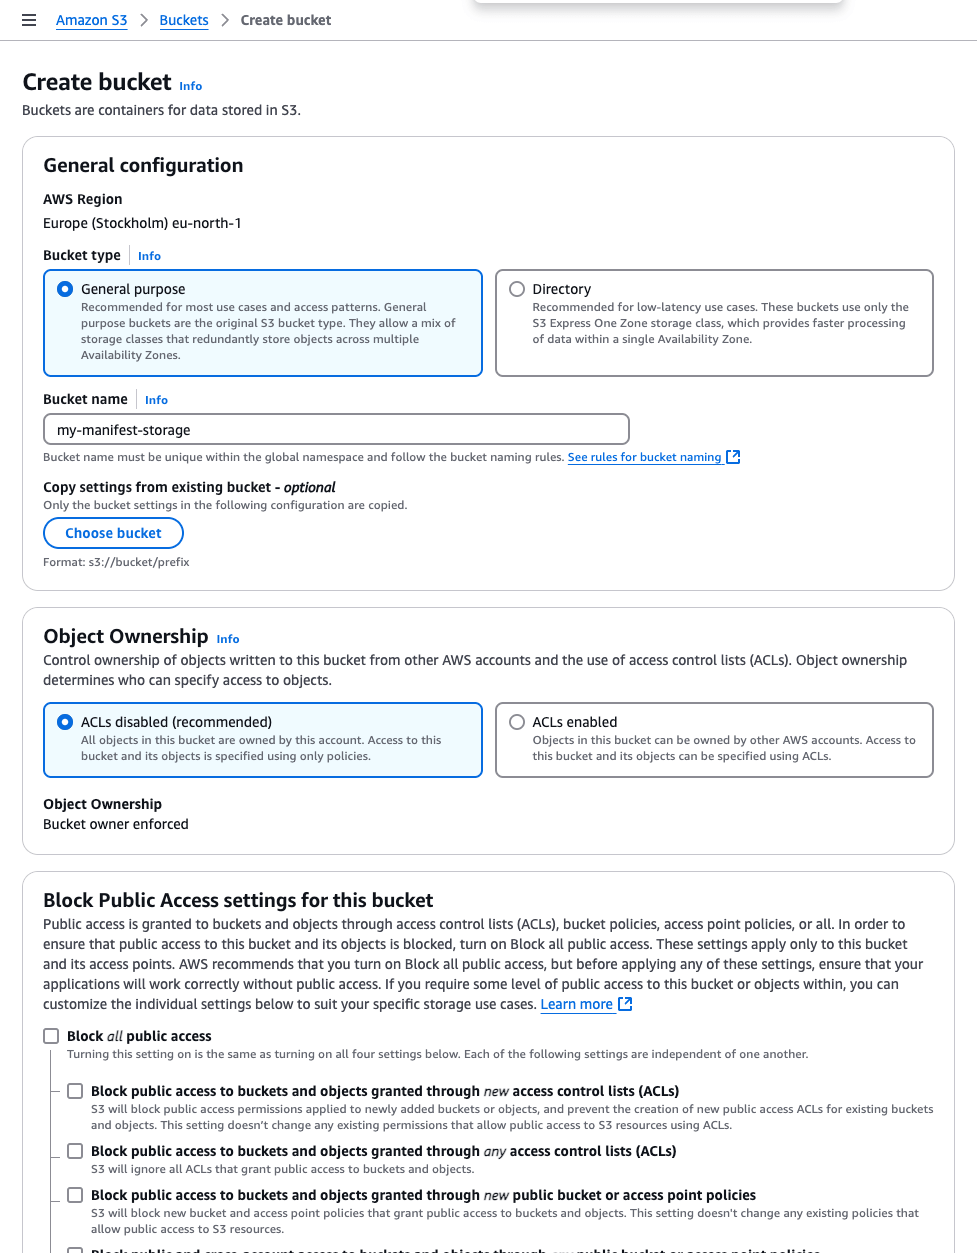 Amazon S3 > Buckets > Create bucket
Create bucket Info
Buckets are containers for data stored in S3.
General configuration
AWS Region
Europe (Stockholm) eu-north-1
Bucket type Info
General purpose
Recommended for most use cases and access patterns. General
purpose buckets are the original S3 bucket type. They allow a mix of
storage classes that redundantly store objects across multiple
Availability Zones.
Directory
Recommended for low-latency use cases. These buckets use only the
S3 Express One Zone storage class, which provides faster processing
of data within a single Availability Zone.
Bucket name Info
my-manifest-storage
Bucket name must be unique within the global namespace and follow the bucket naming rules. See rules for bucket naming
Copy settings from existing bucket - optional
Only the bucket settings in the following configuration are copied.
Choose bucket
Format: s3://bucket/prefix
Object Ownership Info
Control ownership of objects written to this bucket from other AWS accounts and the use of access control lists (ACLs). Object ownership
determines who can specify access to objects.
ACLs disabled (recommended)
All objects in this bucket are owned by this account. Access to this
bucket and its objects is specified using only policies.
ACLs enabled
Objects in this bucket can be owned by other AWS accounts. Access to
this bucket and its objects can be specified using ACLs.
Object Ownership
Bucket owner enforced
Block Public Access settings for this bucket
Public access is granted to buckets and objects through access control lists (ACLs), bucket policies, access point policies, or all. In order to
ensure that public access to this bucket and its objects is blocked, turn on Block all public access. These settings apply only to this bucket
and its access points. AWS recommends that you turn on Block all public access, but before applying any of these settings, ensure that your
applications will work correctly without public access. If you require some level of public access to this bucket or objects within, you can
customize the individual settings below to suit your specific storage use cases. Learn more
Block all public access
Turning this setting on is the same as turning on all four settings below. Each of the following settings are independent of one another.
Block public access to buckets and objects granted through new access control lists (ACLs)
S3 will block public access permissions applied to newly added buckets or objects, and prevent the creation of new public access ACLs for existing buckets
and objects. This setting doesn't change any existing permissions that allow public access to S3 resources using ACLs.
Block public access to buckets and objects granted through any access control lists (ACLs)
S3 will ignore all ACLs that grant public access to buckets and objects.
Block public access to buckets and objects granted through new public bucket or access point policies
S3 will block new bucket and access point policies that grant public access to buckets and objects. This setting doesn't change any existing policies that
allow public access to S3 resources.
Block public and cross-account access to buckets and objects through any public bucket or access point policies